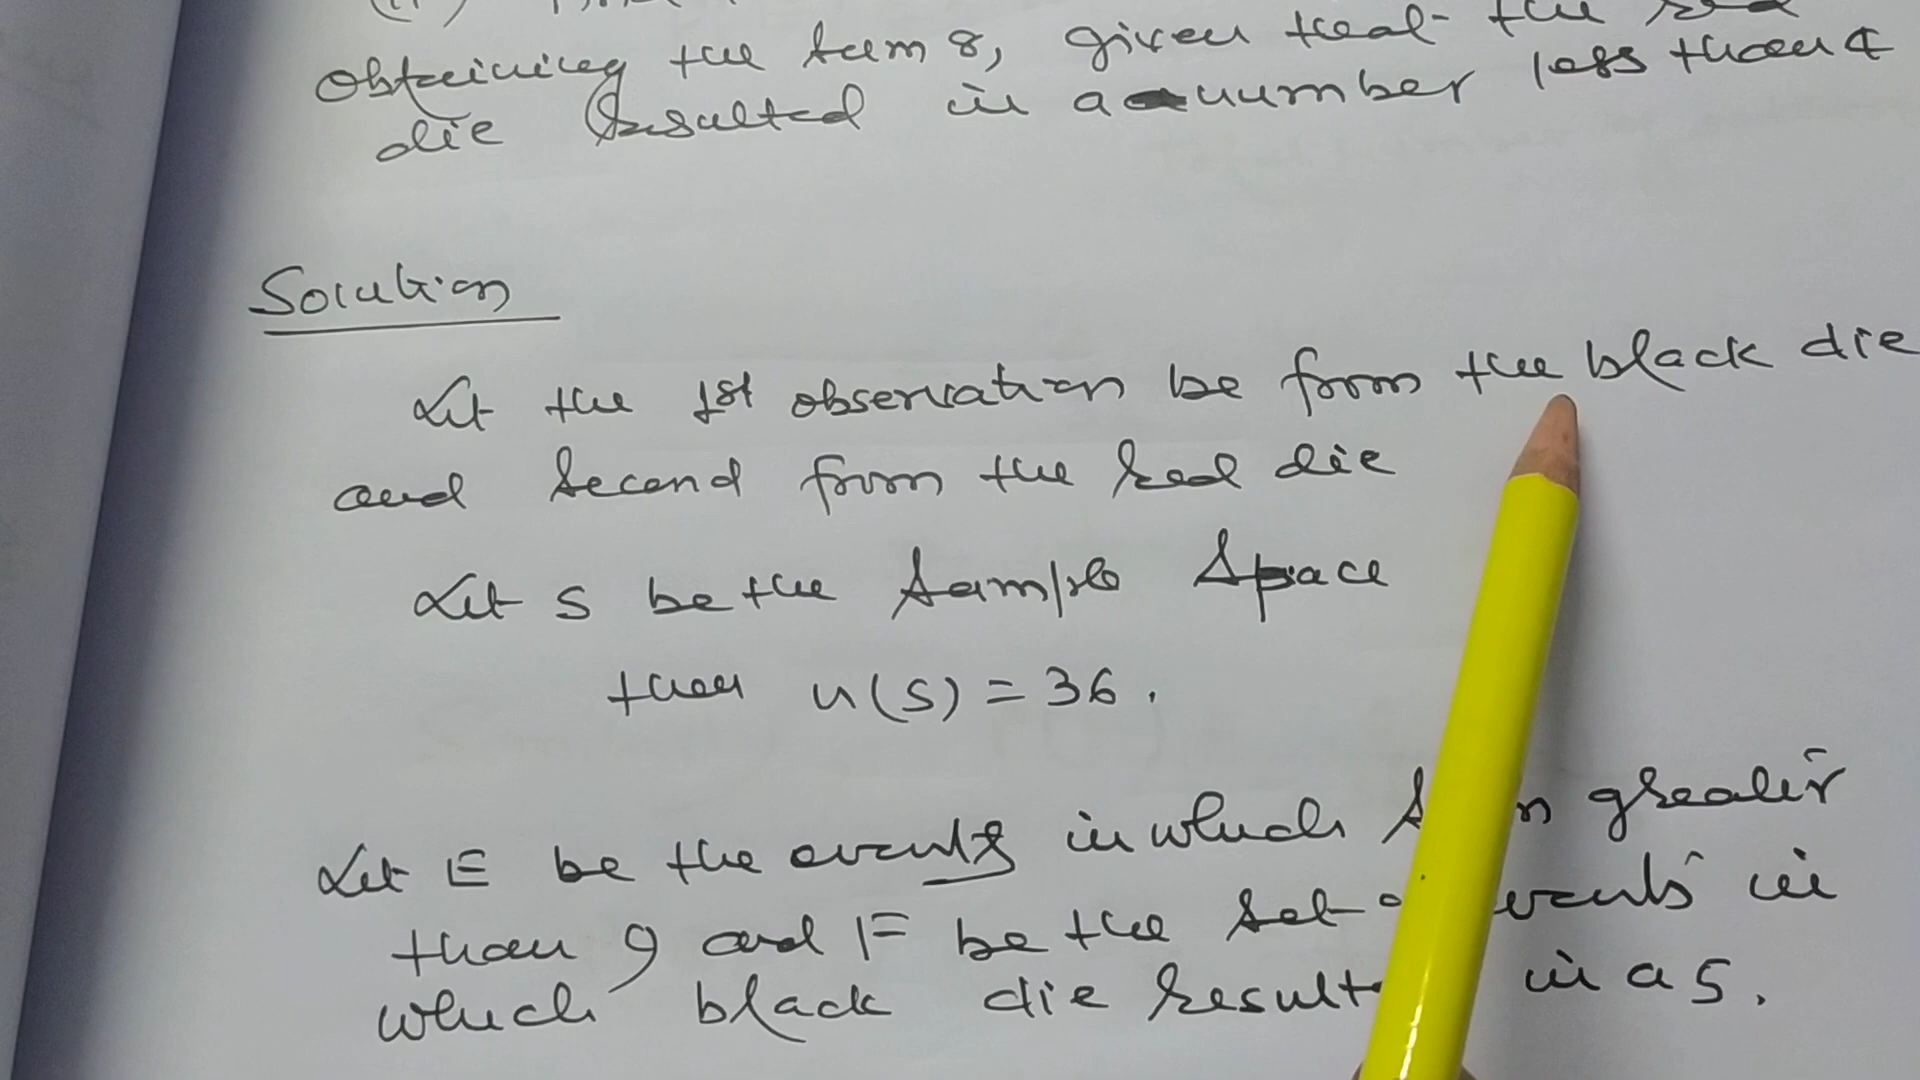 obtaining the sum 8, given that the red
die resulted in a number less than 4
Solution
Let the 1st observation be from the black die
and second from the red die
Let S be the Sample Space
then n(S) = 36.
Let E be the events in which greater
than 9 and F be the set events in
which black die result in a 5.